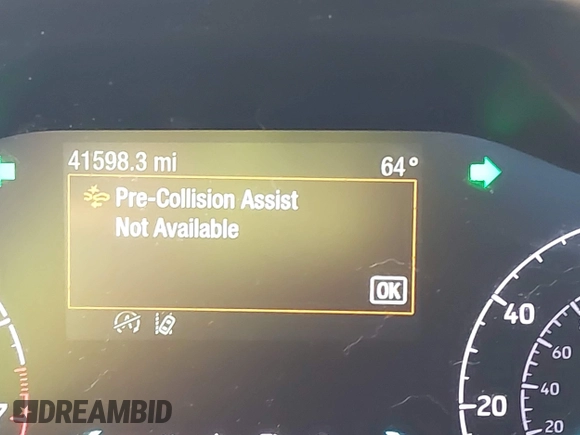 41598.3 mi 64°
Pre-Collision Assist
Not Available
OK
A
40
60
40
20
20
DREAMBID